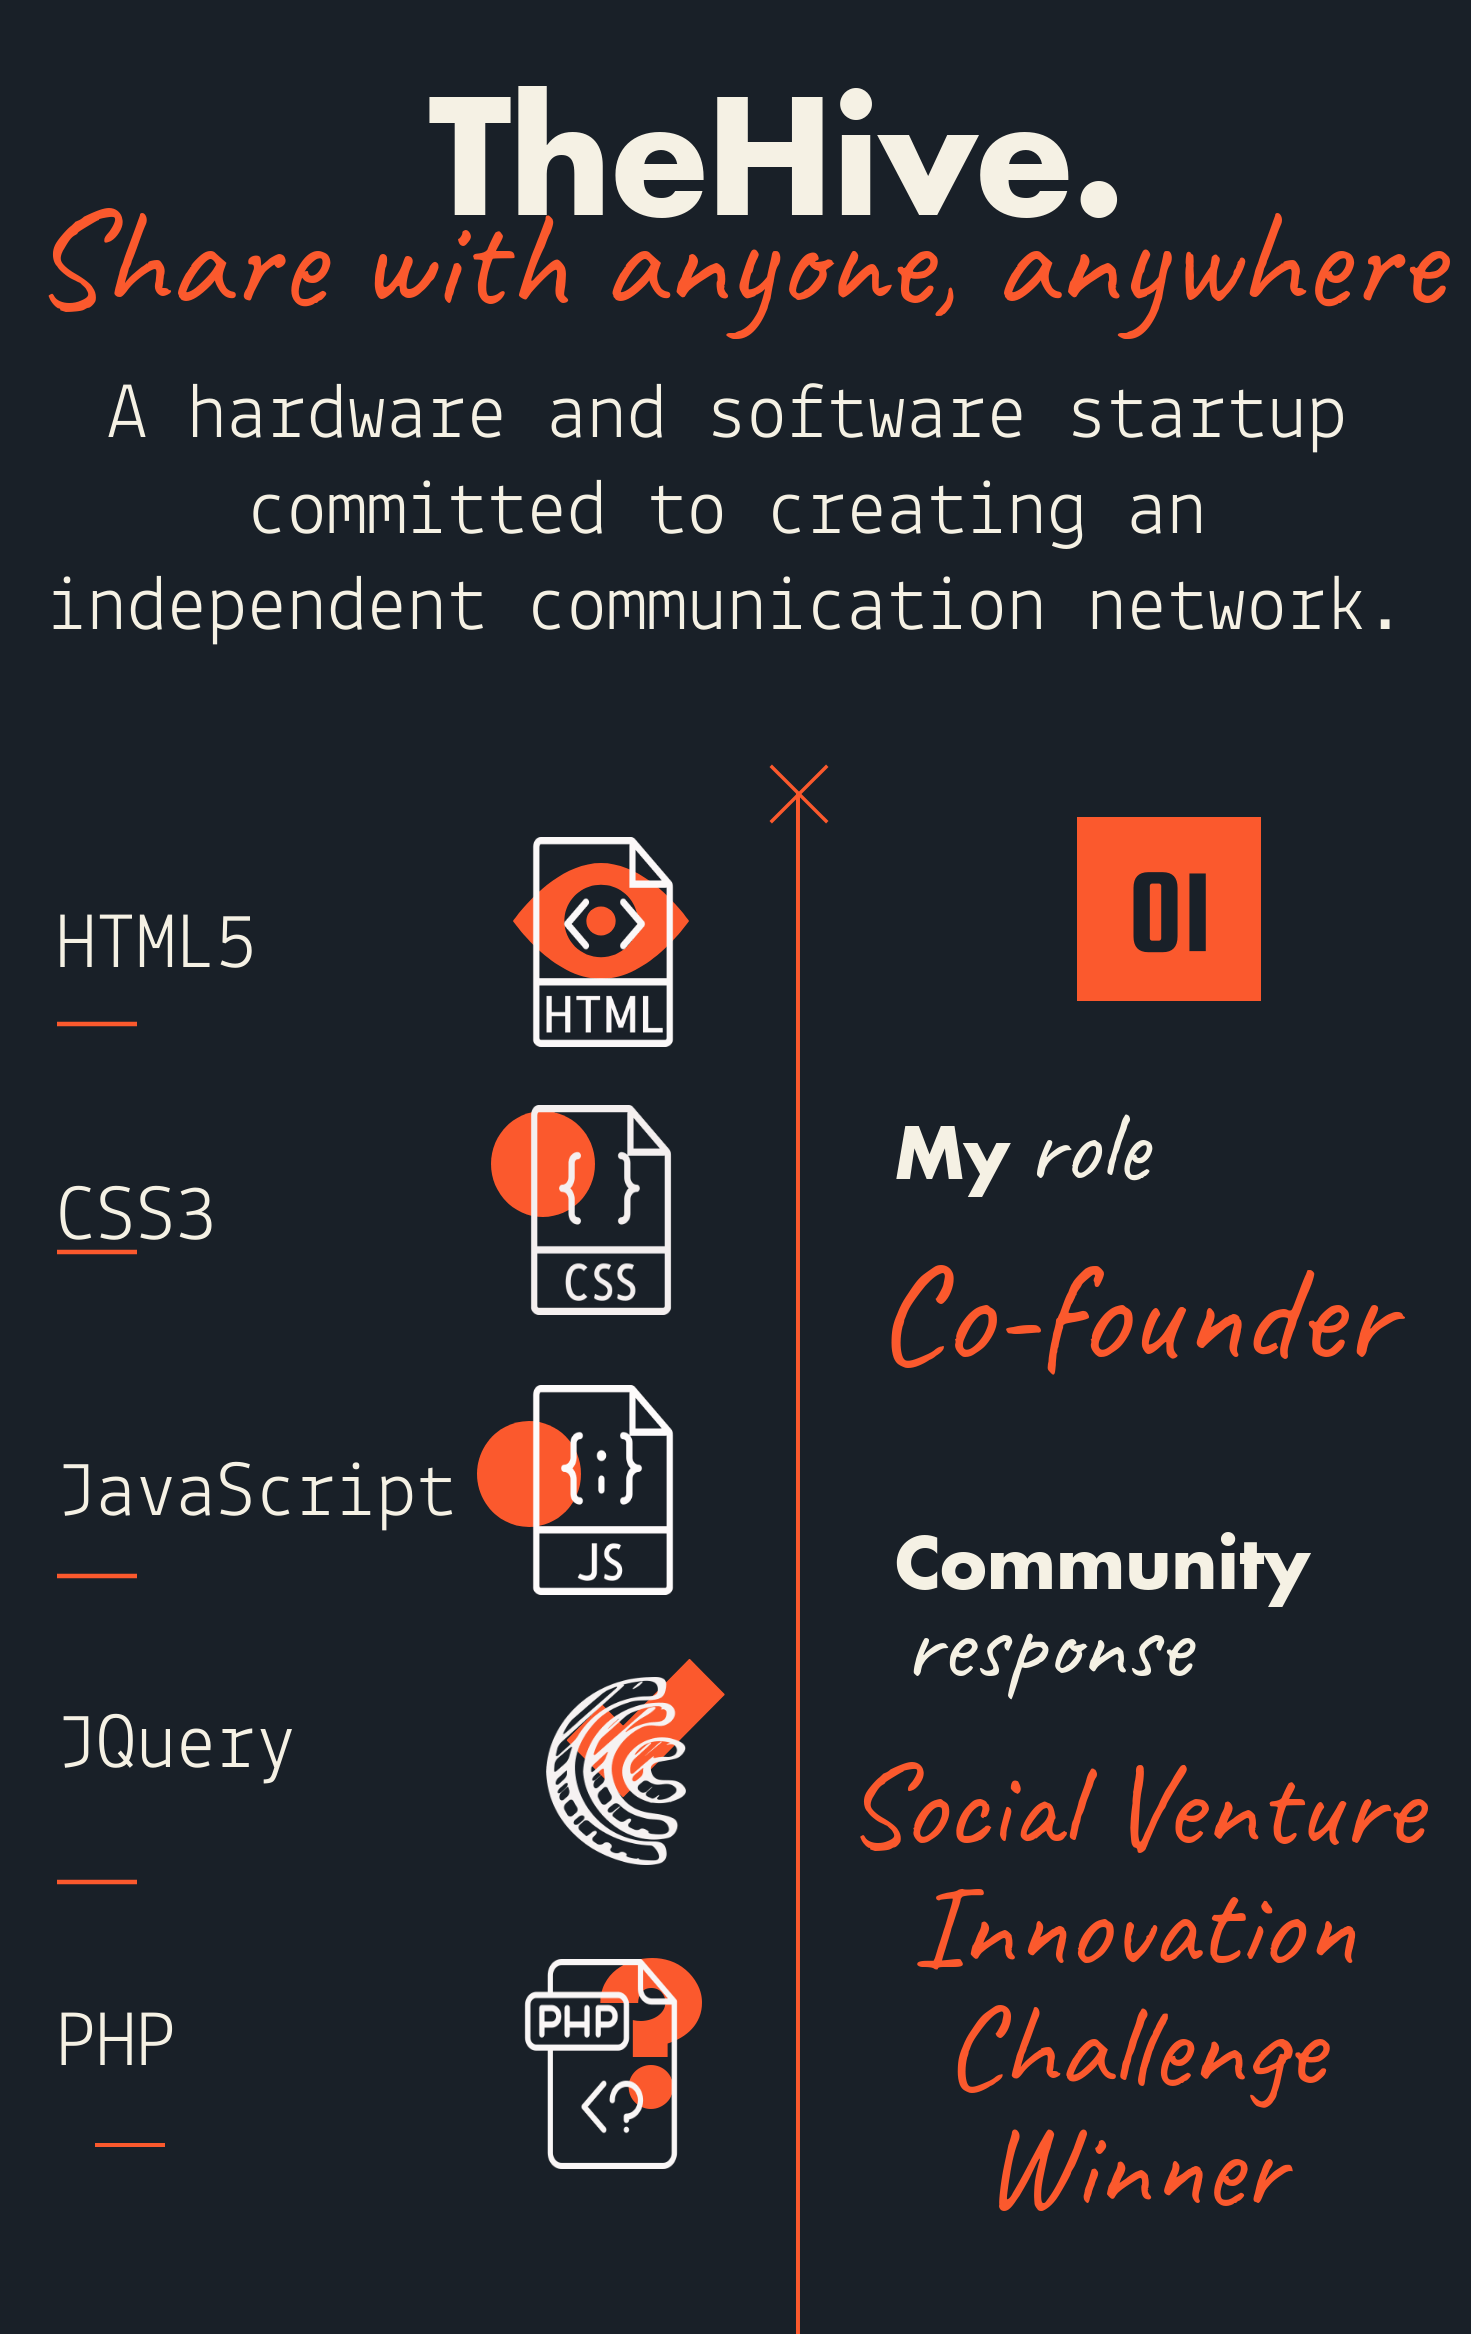 TheHive.
Share with anyone, anywhere
A hardware and software startup
committed to creating an
independent communication network.
HTML5
HTML
CSS3
CSS
JavaScript
JS
JQuery
PHP
PHP
<?
01
My role
Co-founder
Community
response
Social Venture
Innovation
Challenge
Winner